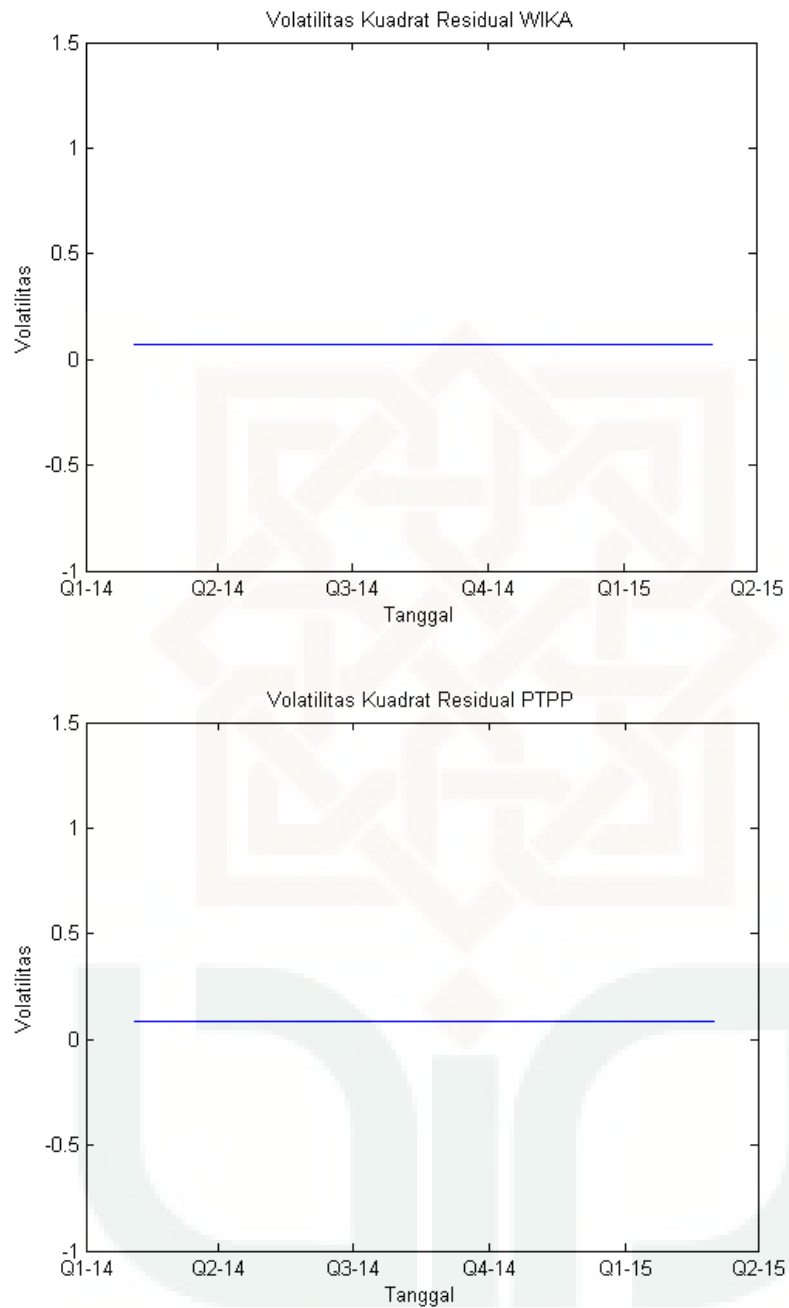 Volatilitas Kuadrat Residual WIKA
1.5
1
0.5
0
-0.5
-1
Volatilitas
Q1-14 Q2-14 Q3-14 Q4-14 Q1-15 Q2-15
Tanggal
Volatilitas Kuadrat Residual PTPP
1.5
1
0.5
0
-0.5
-1
Volatilitas
Q1-14 Q2-14 Q3-14 Q4-14 Q1-15 Q2-15
Tanggal